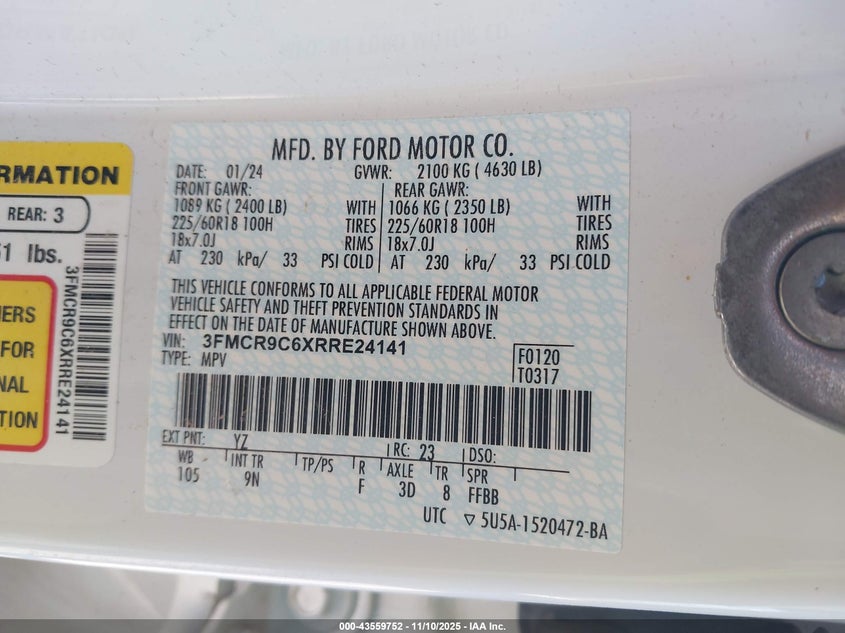 RMATION
REAR: 3
51 lbs.
3FMCR9C6XRRE24141
NERS
FOR
NAL
TION
MFD. BY FORD MOTOR CO.
DATE: 01/24 GVWR: 2100 KG ( 4630 LB)
FRONT GAWR: REAR GAWR:
1089 KG ( 2400 LB) WITH 1066 KG ( 2350 LB) WITH
225/60R18 100H TIRES 225/60R18 100H TIRES
18x7.0J RIMS 18x7.0J RIMS
AT 230 kPa/ 33 PSI COLD AT 230 kPa/ 33 PSI COLD
THIS VEHICLE CONFORMS TO ALL APPLICABLE FEDERAL MOTOR
VEHICLE SAFETY AND THEFT PREVENTION STANDARDS IN
EFFECT ON THE DATE OF MANUFACTURE SHOWN ABOVE.
VIN: 3FMCR9C6XRRE24141
TYPE: MPV
F0120
T0317
EXT PNT: YZ RC: 23 DSO:
WB INT TR TP/PS R AXLE TR SPR
105 9N F 3D 8 FFBB
UTC ▽ 5U5A-1520472-BA
000-43559752 — 11/10/2025 — IAA Inc.